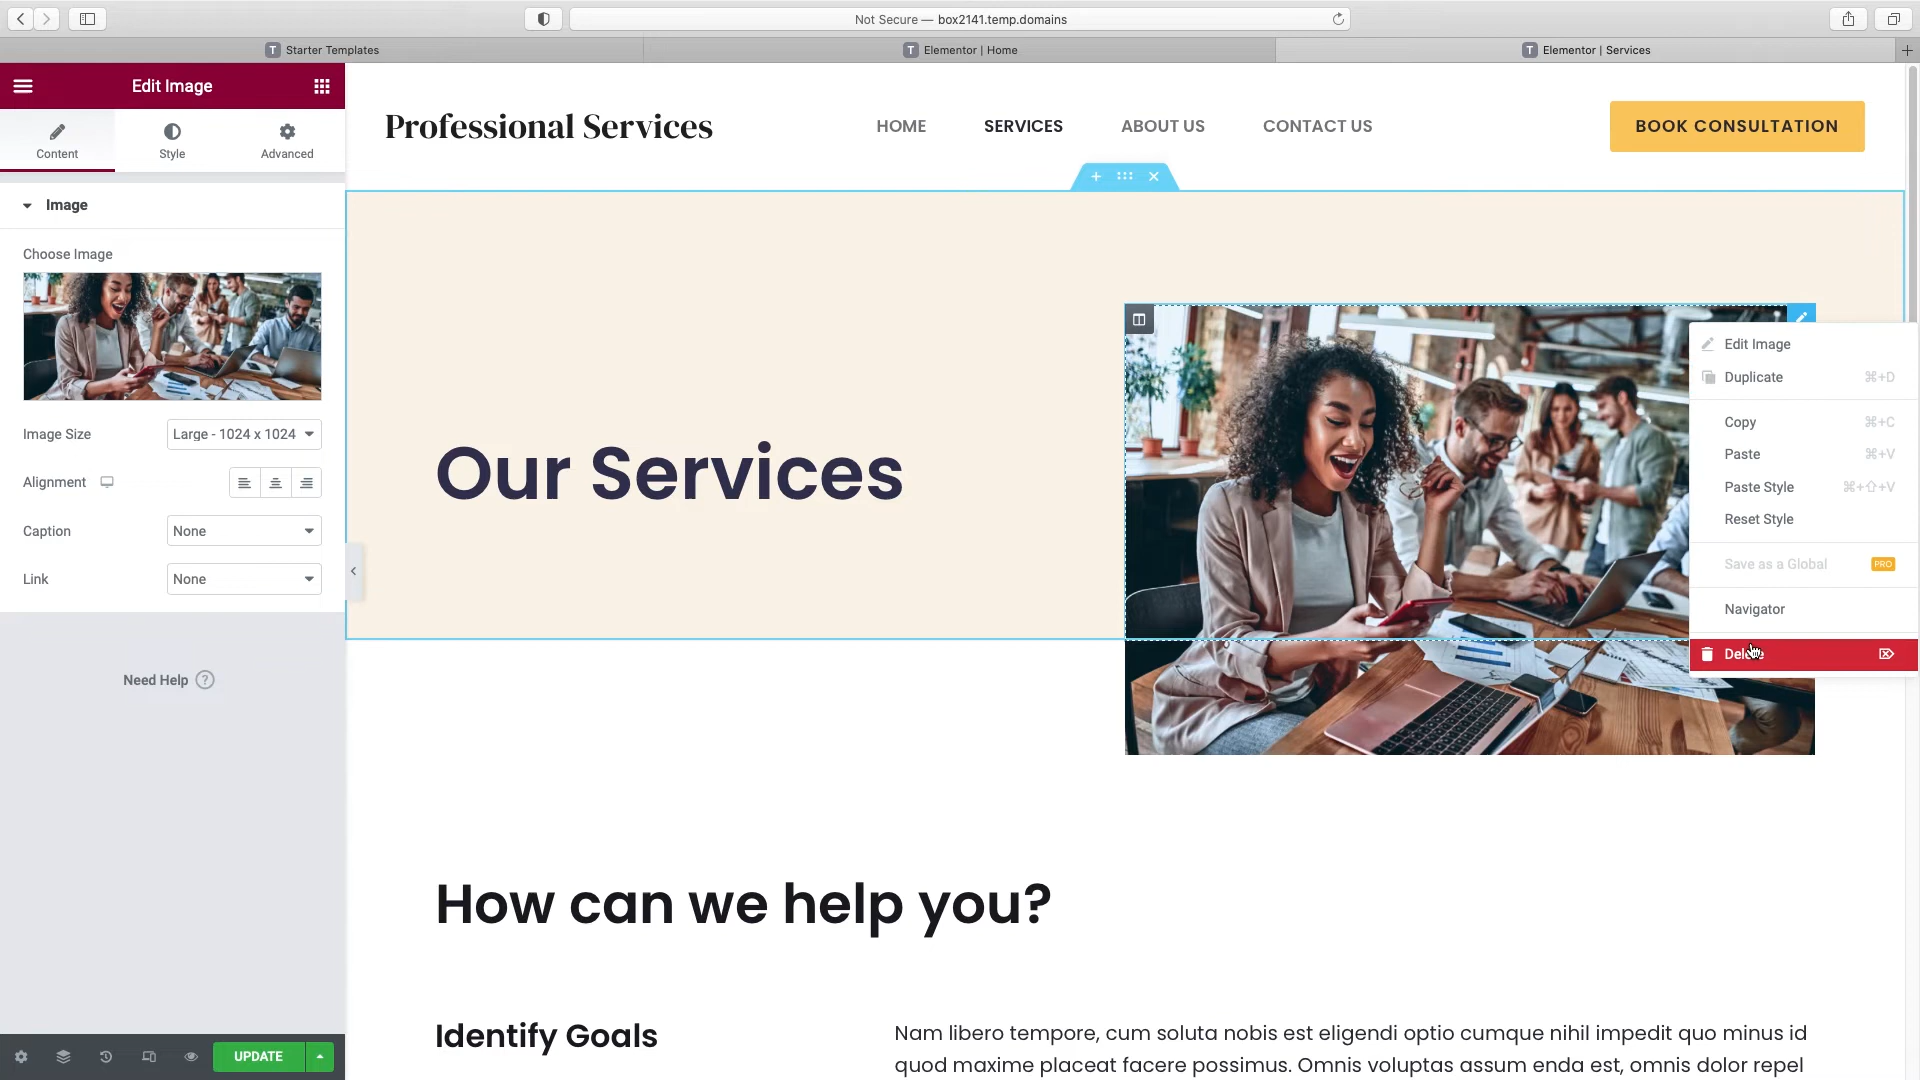 Not Secure — box2141.temp.domains
T Starter Templates
T Elementor | Home
T Elementor | Services
Edit Image
Content
Style
Advanced
Image
Choose Image
Image Size
Large - 1024 x 1024
Alignment
Caption
None
Link
None
Need Help ?
UPDATE
Professional Services
HOME
SERVICES
ABOUT US
CONTACT US
BOOK CONSULTATION
Our Services
Edit Image
Duplicate ⌘+D
Copy ⌘+C
Paste ⌘+V
Paste Style ⌘+⇧+V
Reset Style
Save as a Global PRO
Navigator
Delete
How can we help you?
Identify Goals
Nam libero tempore, cum soluta nobis est eligendi optio cumque nihil impedit quo minus id
quod maxime placeat facere possimus. Omnis voluptas assum enda est, omnis dolor repel